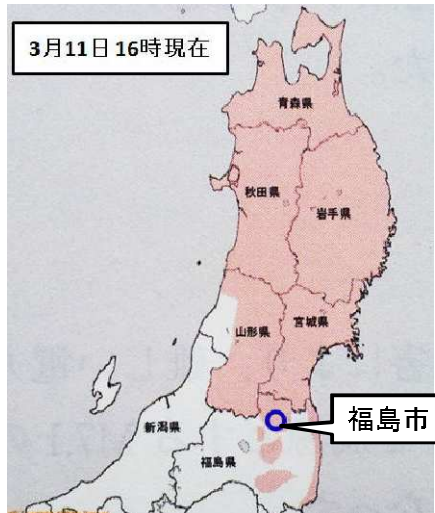 3月11日16時現在
青森県
秋田県
岩手県
山形県
宮城県
新潟県
福島市
福島県